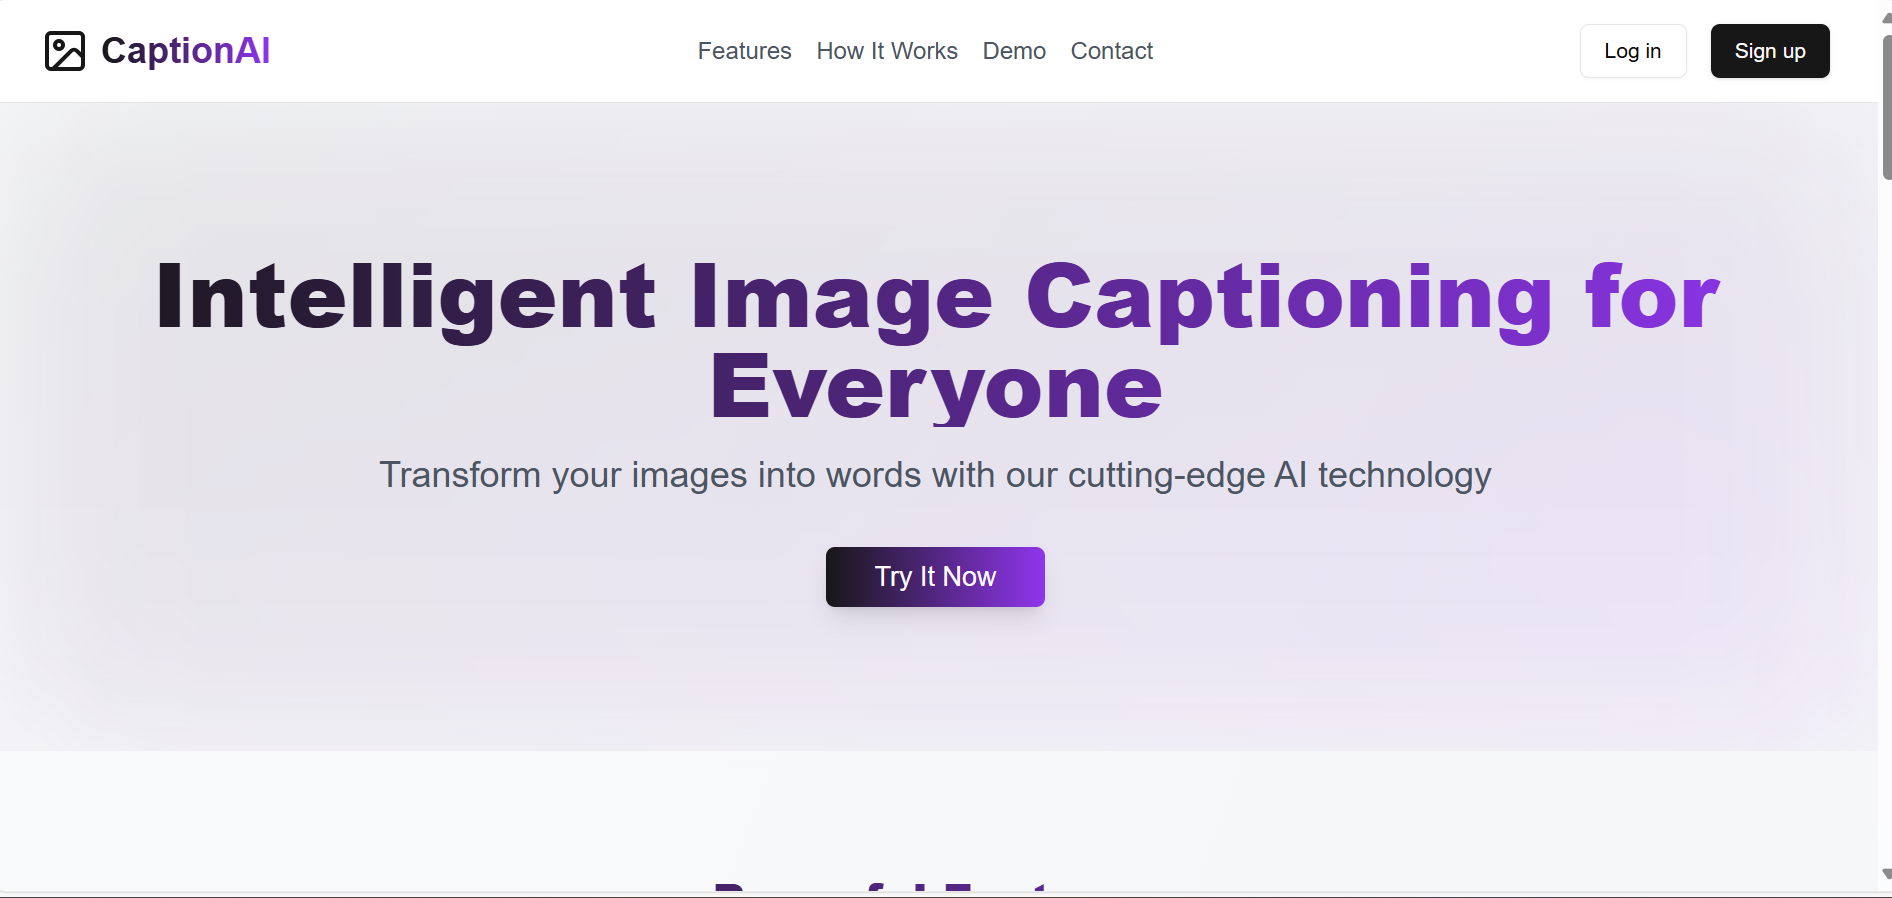 CaptionAI
Features
How It Works
Demo
Contact
Log in
Sign up
Intelligent Image Captioning for
Everyone
Transform your images into words with our cutting-edge AI technology
Try It Now